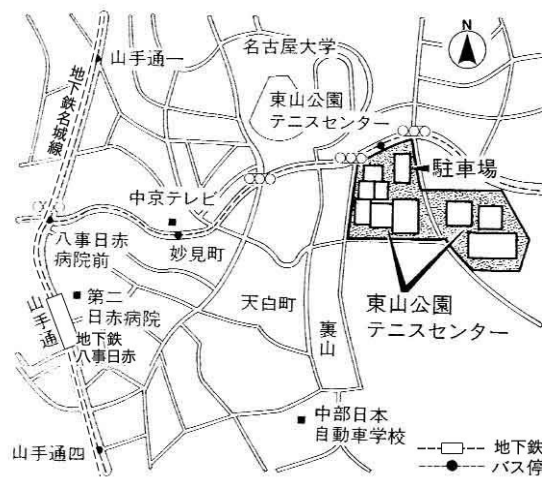 N
山手通一
名古屋大学
地下鉄名城線
東山公園
テニスセンター
駐車場
中京テレビ
妙見町
八事日赤
病院前
第二
日赤病院
山手通
地下鉄
八事日赤
天白町
裏山
東山公園
テニスセンター
中部日本
自動車学校
山手通四
地下鉄
バス停